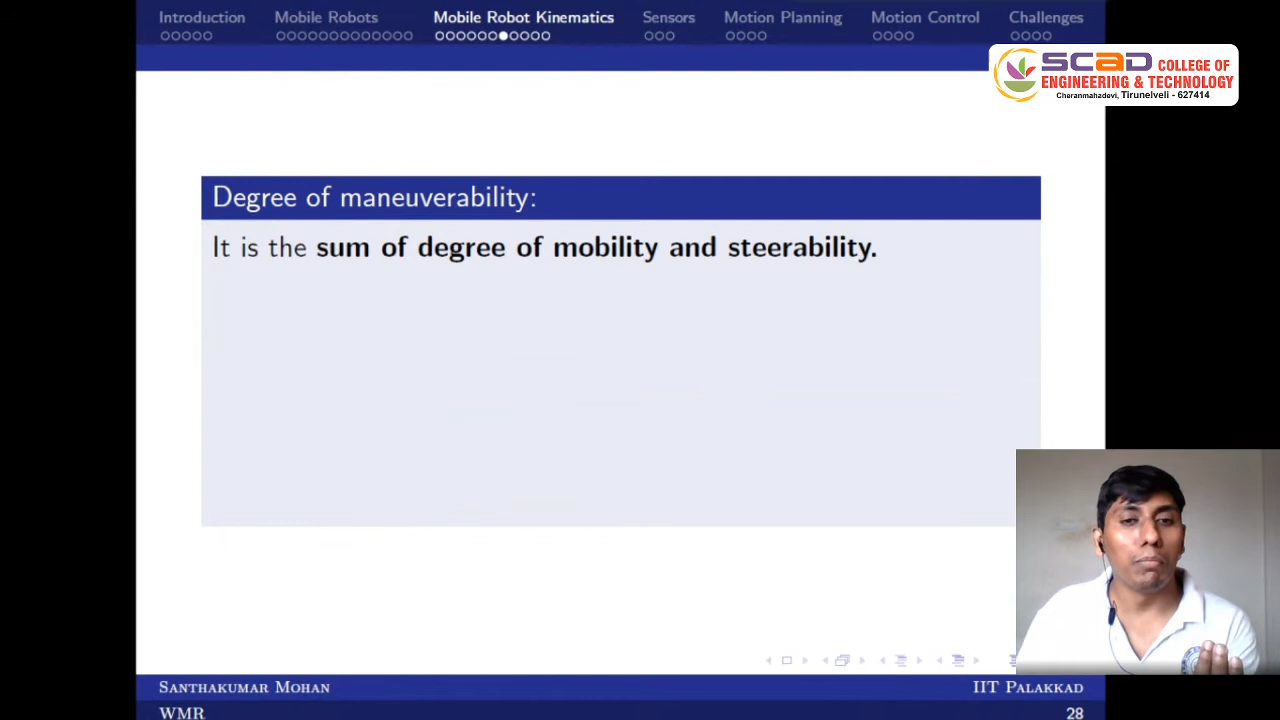 Introduction
Mobile Robots
Mobile Robot Kinematics
Sensors
Motion Planning
Motion Control
Challenges
scad COLLEGE OF
ENGINEERING & TECHNOLOGY
Cheranmahadevi, Tirunelveli - 627414
Degree of maneuverability:
It is the sum of degree of mobility and steerability.
SANTHAKUMAR MOHAN
IIT PALAKKAD
WMR
28